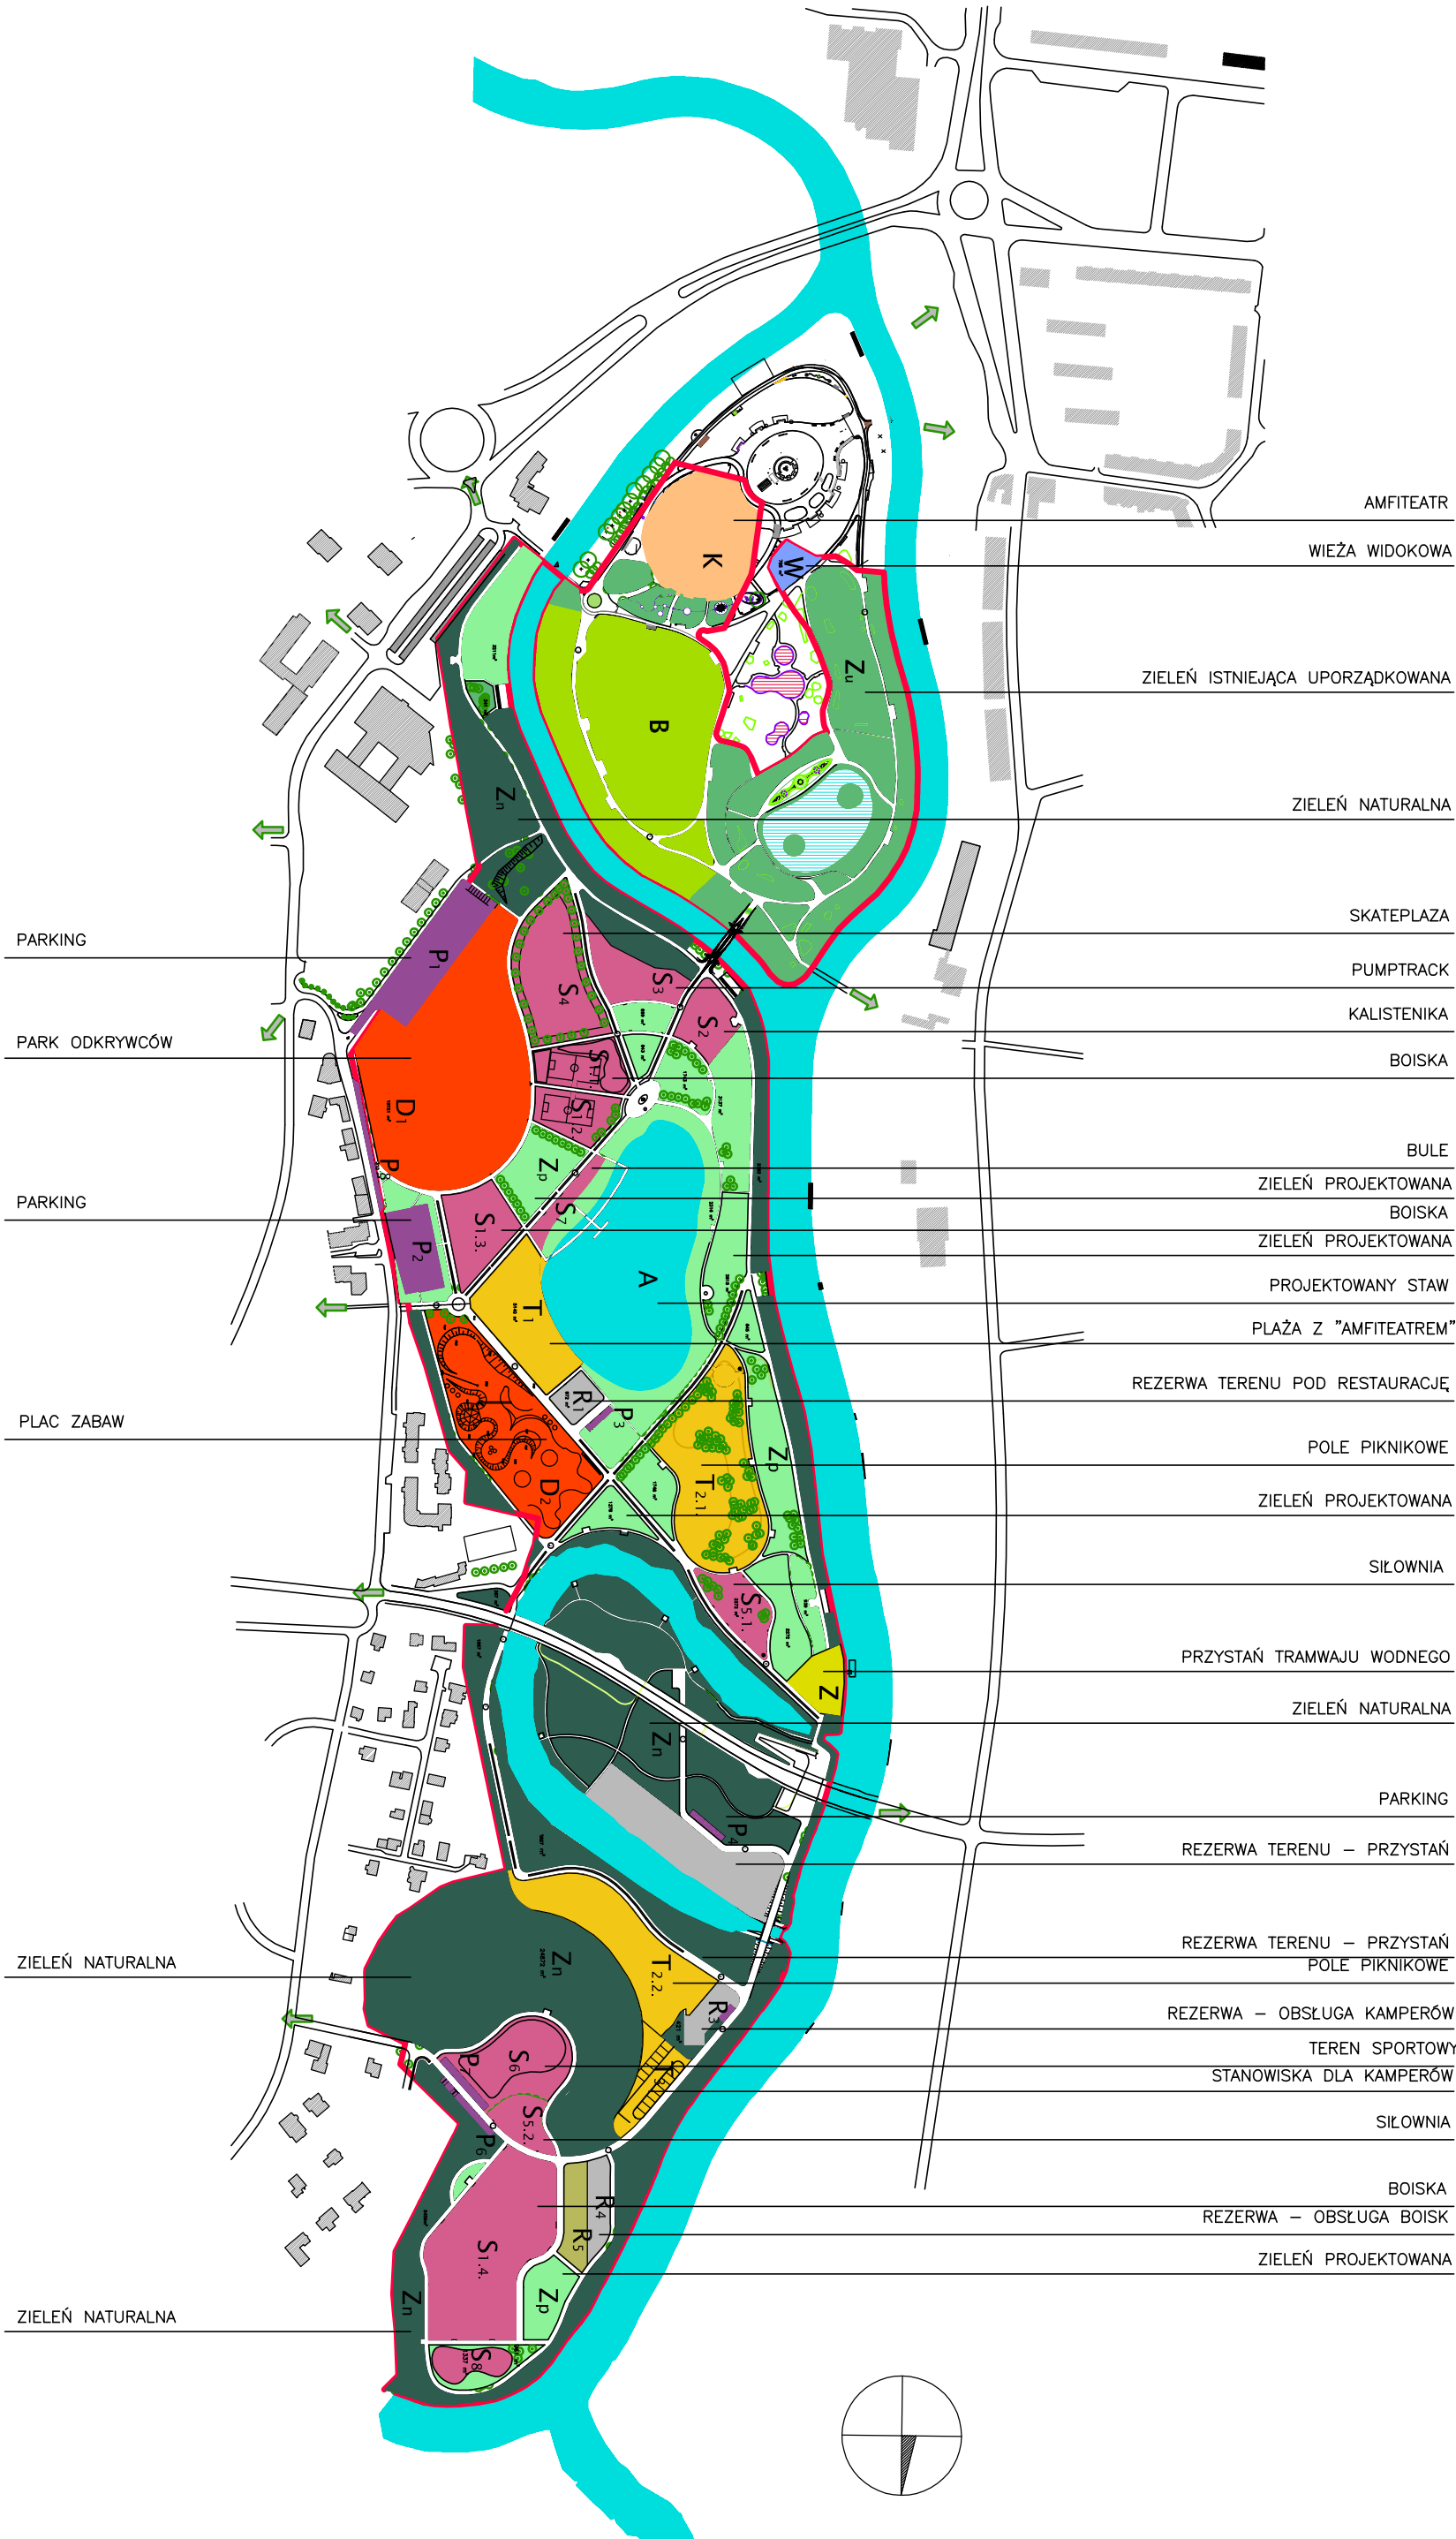 AMFITEATR
WIEŻA WIDOKOWA
ZIELEŃ ISTNIEJĄCA UPORZĄDKOWANA
ZIELEŃ NATURALNA
SKATEPLAZA
PUMPTRACK
KALISTENIKA
BOISKA
BULE
ZIELEŃ PROJEKTOWANA
BOISKA
ZIELEŃ PROJEKTOWANA
PROJEKTOWANY STAW
PLAŻA Z ”AMFITEATREM”
REZERWA TERENU POD RESTAURACJĘ
POLE PIKNIKOWE
ZIELEŃ PROJEKTOWANA
SIŁOWNIA
PRZYSTAŃ TRAMWAJU WODNEGO
ZIELEŃ NATURALNA
PARKING
REZERWA TERENU – PRZYSTAŃ
REZERWA TERENU – PRZYSTAŃ
POLE PIKNIKOWE
REZERWA – OBSŁUGA KAMPERÓW
TEREN SPORTOWY
STANOWISKA DLA KAMPERÓW
SIŁOWNIA
BOISKA
REZERWA – OBSŁUGA BOISK
ZIELEŃ PROJEKTOWANA
PARKING
PARK ODKRYWCÓW
PARKING
PLAC ZABAW
ZIELEŃ NATURALNA
ZIELEŃ NATURALNA
K
W
Zu
B
Zn
P1
S4
S3
S2
S1.1.
S1.2
D1
P8
Zp
S7
S1.3.
P2
A
T1
R1
P3
D2
T2.1.
Zp
S5.1.
Z
Zn
P4
Zn
T2.2.
R3
S6
P7
S5.2.
P6
R4
R5
S1.4.
Zp
Zn
S8